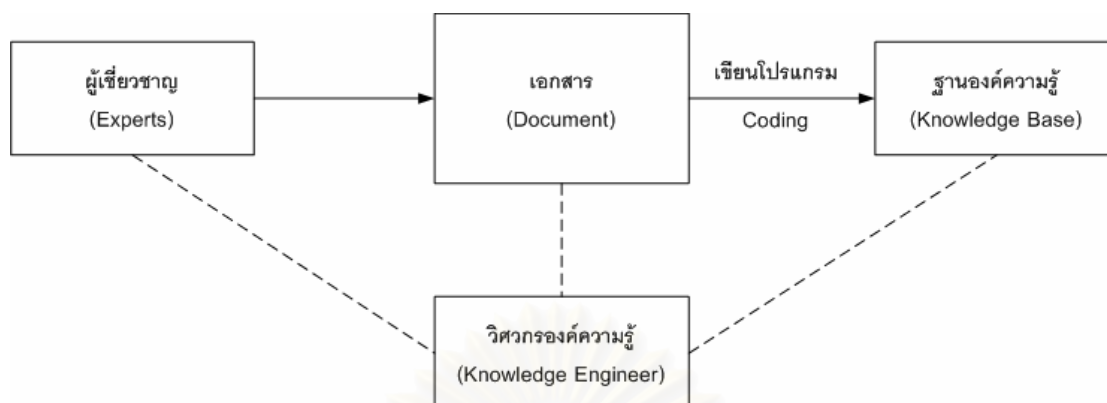 ผู้เชี่ยวชาญ
(Experts)
เอกสาร
(Document)
เขียนโปรแกรม
Coding
ฐานองค์ความรู้
(Knowledge Base)
วิศวกรองค์ความรู้
(Knowledge Engineer)